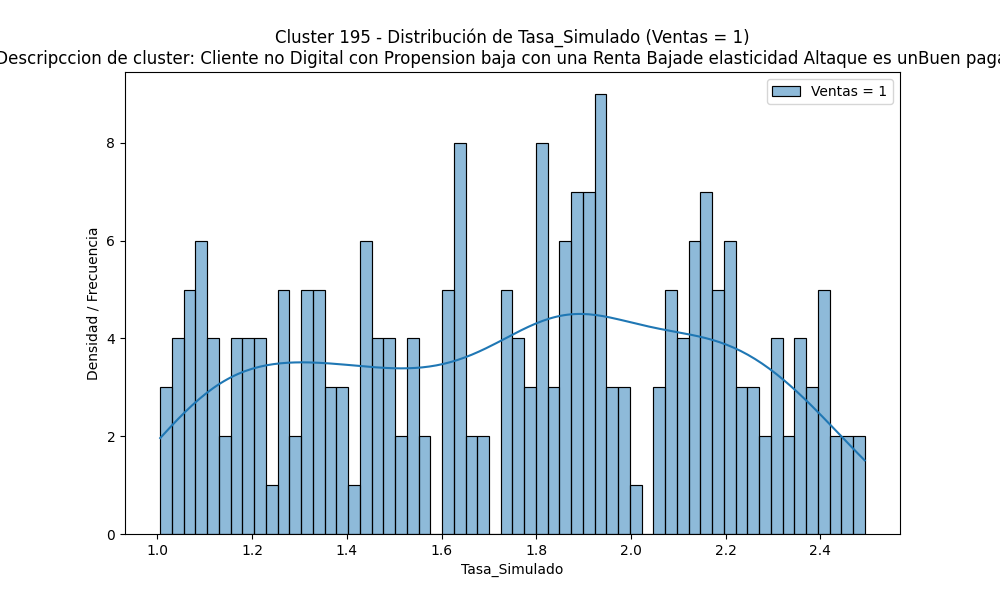 Cluster 195 - Distribución de Tasa_Simulado (Ventas = 1)
Descripccion de cluster: Cliente no Digital con Propension baja con una Renta Bajade elasticidad Altaque es unBuen paga
Ventas = 1
Densidad / Frecuencia
8
6
4
2
0
1.0 1.2 1.4 1.6 1.8 2.0 2.2 2.4
Tasa_Simulado